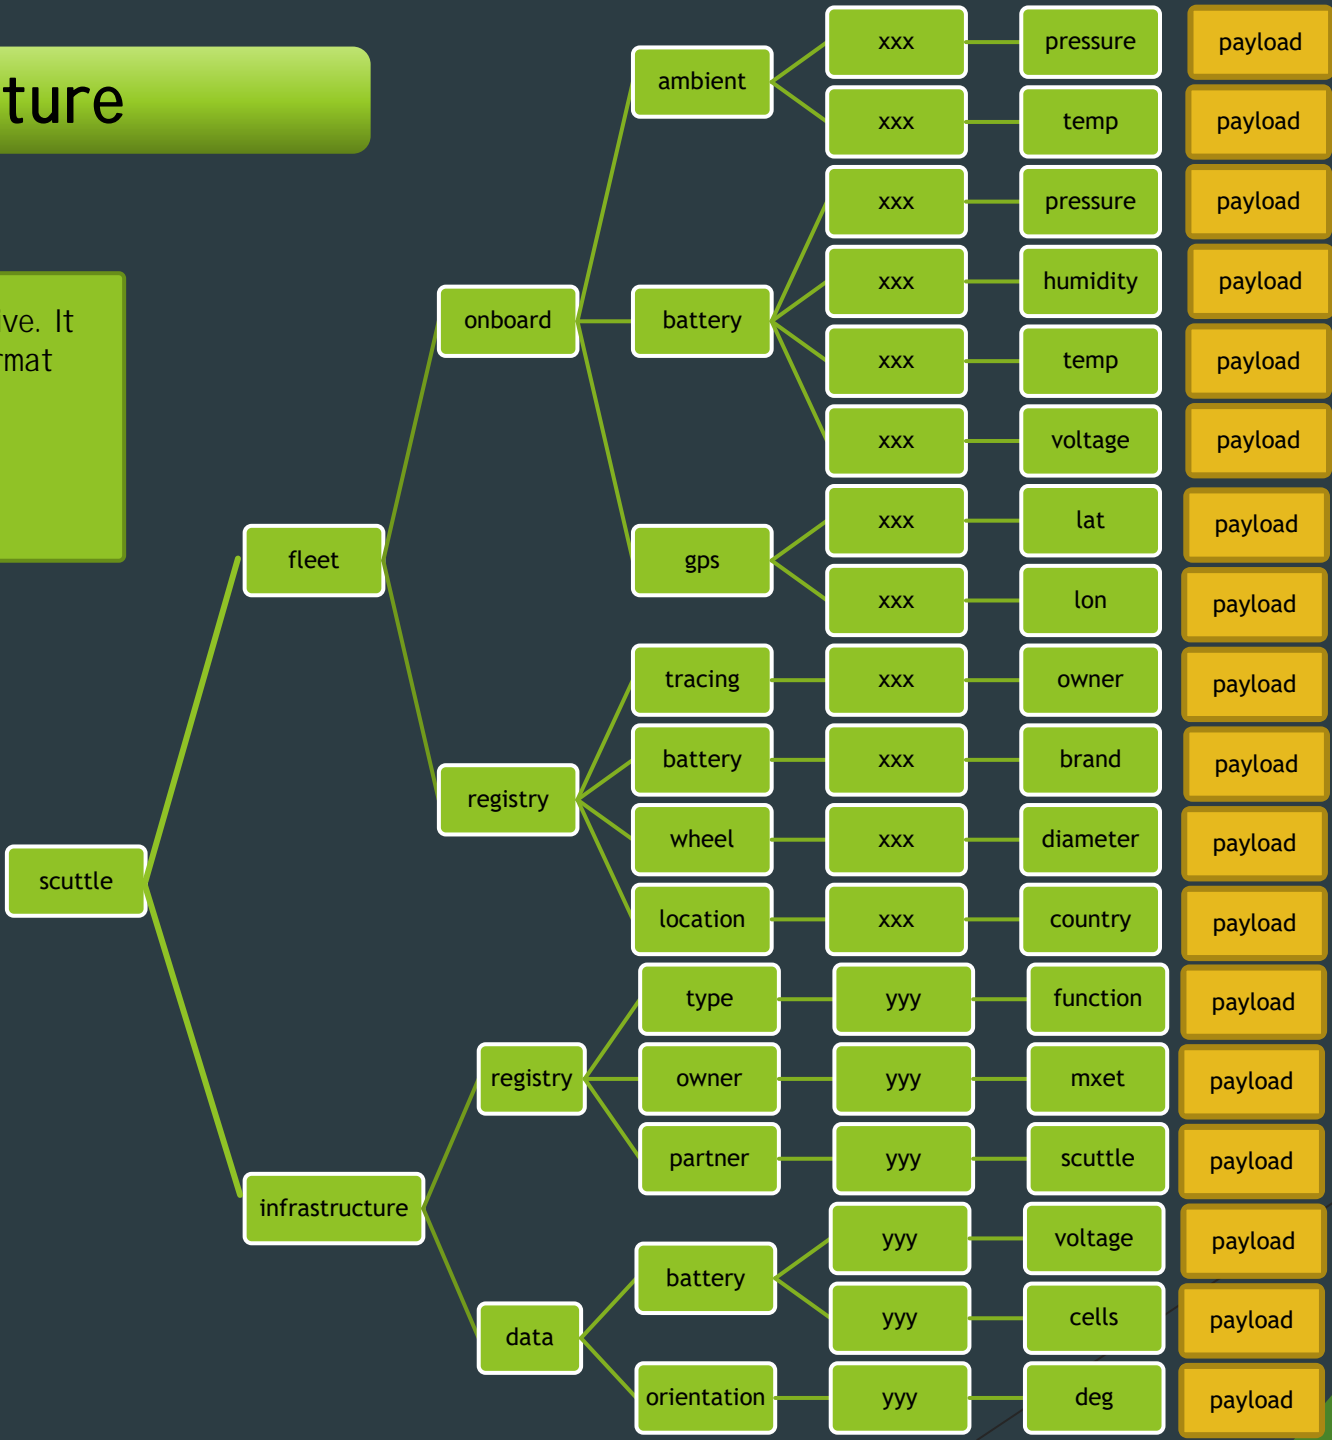 ture
ive. It
rmat
scuttle
fleet
onboard
ambient
xxx
pressure
payload
xxx
temp
payload
battery
xxx
pressure
payload
xxx
humidity
payload
xxx
temp
payload
xxx
voltage
payload
gps
xxx
lat
payload
xxx
lon
payload
registry
tracing
xxx
owner
payload
battery
xxx
brand
payload
wheel
xxx
diameter
payload
location
xxx
country
payload
infrastructure
registry
type
yyy
function
payload
owner
yyy
mxet
payload
partner
yyy
scuttle
payload
data
battery
yyy
voltage
payload
yyy
cells
payload
orientation
yyy
deg
payload